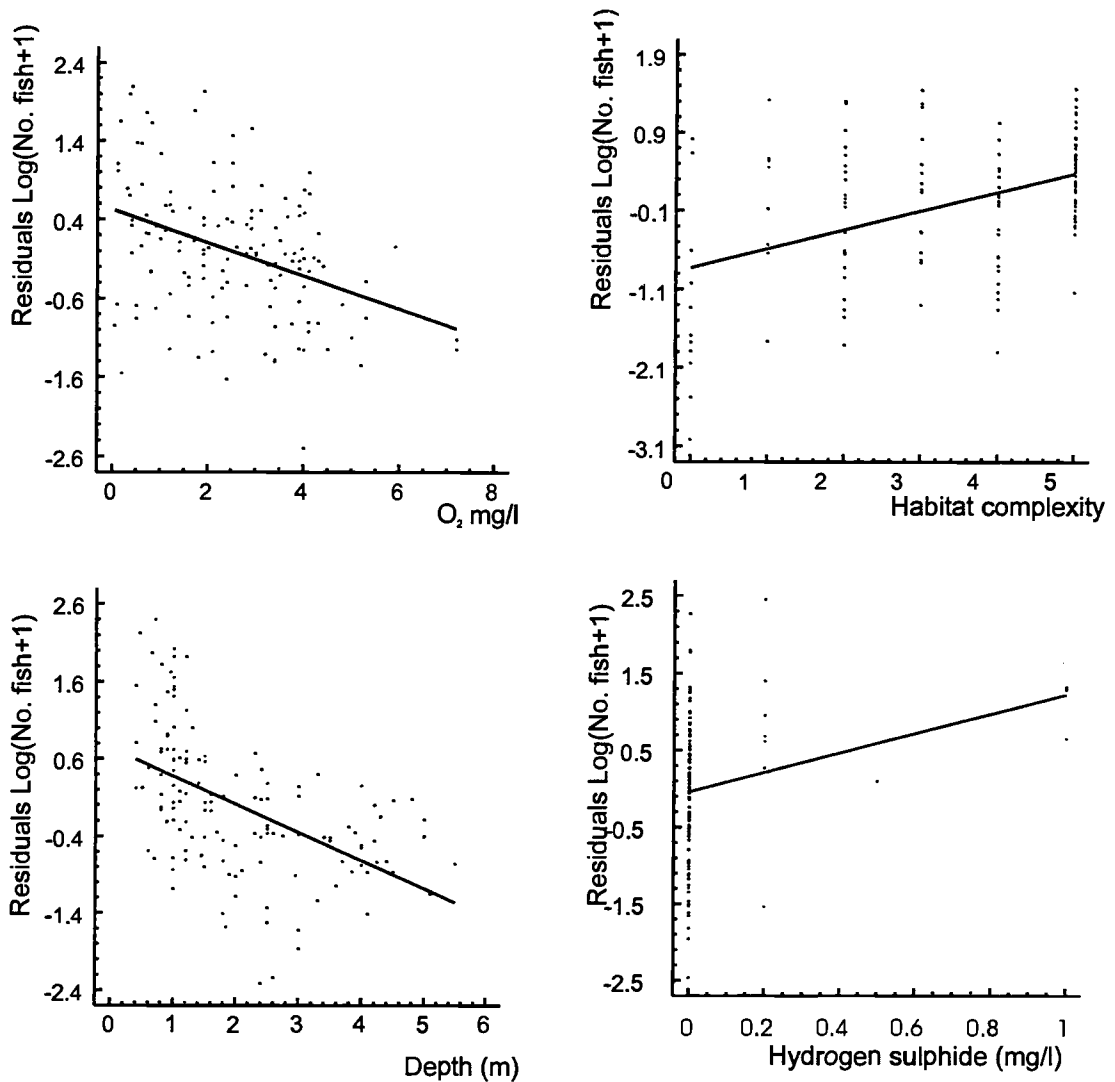 Residuals Log(No. fish+1)
2.4
1.4
0.4
-0.6
-1.6
-2.6
0 2 4 6 8
O₂ mg/l
Residuals Log(No. fish+1)
1.9
0.9
-0.1
-1.1
-2.1
-3.1
0 1 2 3 4 5
Habitat complexity
Residuals Log(No. fish+1)
2.6
1.6
0.6
-0.4
-1.4
-2.4
0 1 2 3 4 5 6
Depth (m)
Residuals Log(No. fish+1)
2.5
1.5
0.5
-0.5
-1.5
-2.5
0 0.2 0.4 0.6 0.8 1
Hydrogen sulphide (mg/l)